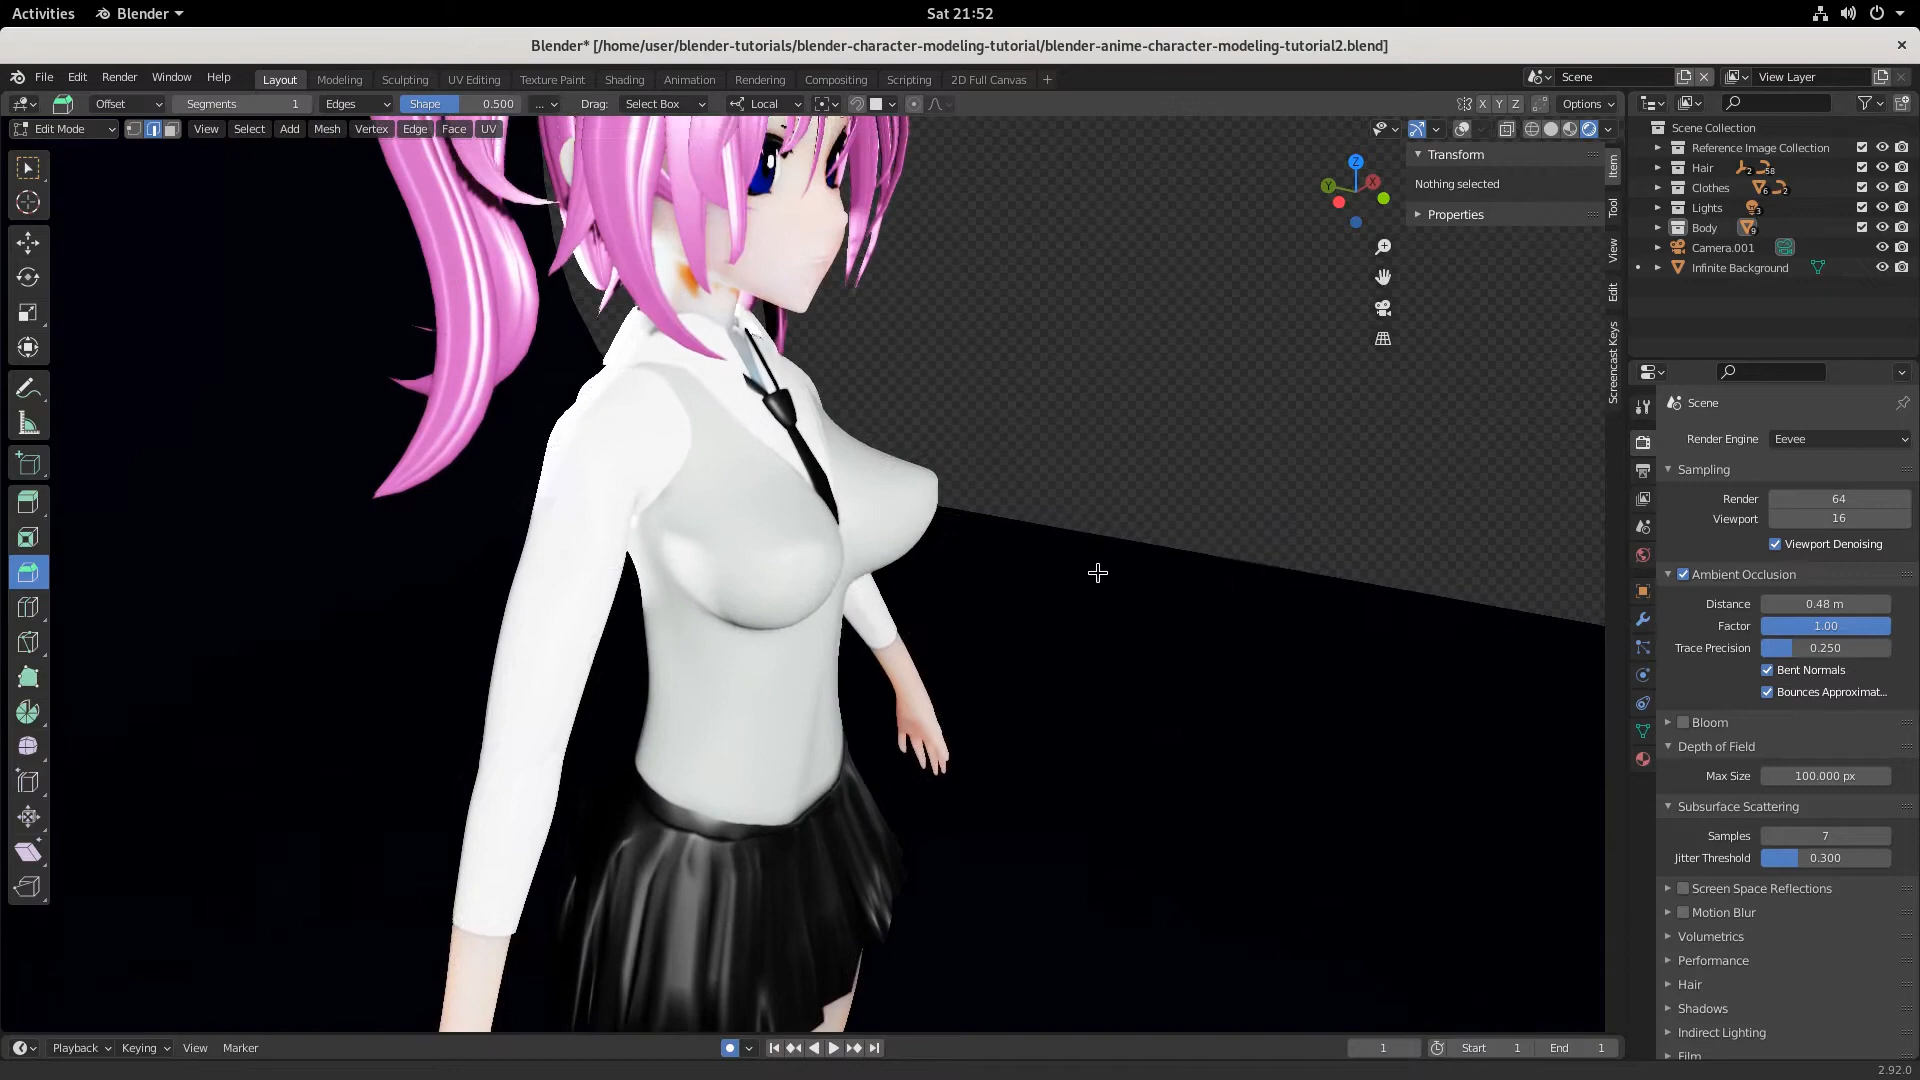 Activities Blender Sat 21:52
Blender* [/home/user/blender-tutorials/blender-character-modeling-tutorial/blender-anime-character-modeling-tutorial2.blend]
File Edit Render Window Help Layout Modeling Sculpting UV Editing Texture Paint Shading Animation Rendering Compositing Scripting 2D Full Canvas + Scene View Layer
Offset Segments 1 Edges Shape 0.500 ... Drag: Select Box Local X Y Z Options
Edit Mode View Select Add Mesh Vertex Edge Face UV
Transform
Nothing selected
Properties
Z
Y
X
Item
Tool
View
Edit
Screencast Keys
Scene Collection
Reference Image Collection
Hair 2 58
Clothes 6 2
Lights 3
Body 9
Camera.001
Infinite Background
Scene
Render Engine Eevee
Sampling
Render 64
Viewport 16
Viewport Denoising
Ambient Occlusion
Distance 0.48 m
Factor 1.00
Trace Precision 0.250
Bent Normals
Bounces Approximat...
Bloom
Depth of Field
Max Size 100.000 px
Subsurface Scattering
Samples 7
Jitter Threshold 0.300
Screen Space Reflections
Motion Blur
Volumetrics
Performance
Hair
Shadows
Indirect Lighting
Film
Playback Keying View Marker 1 Start 1 End 1
2.92.0